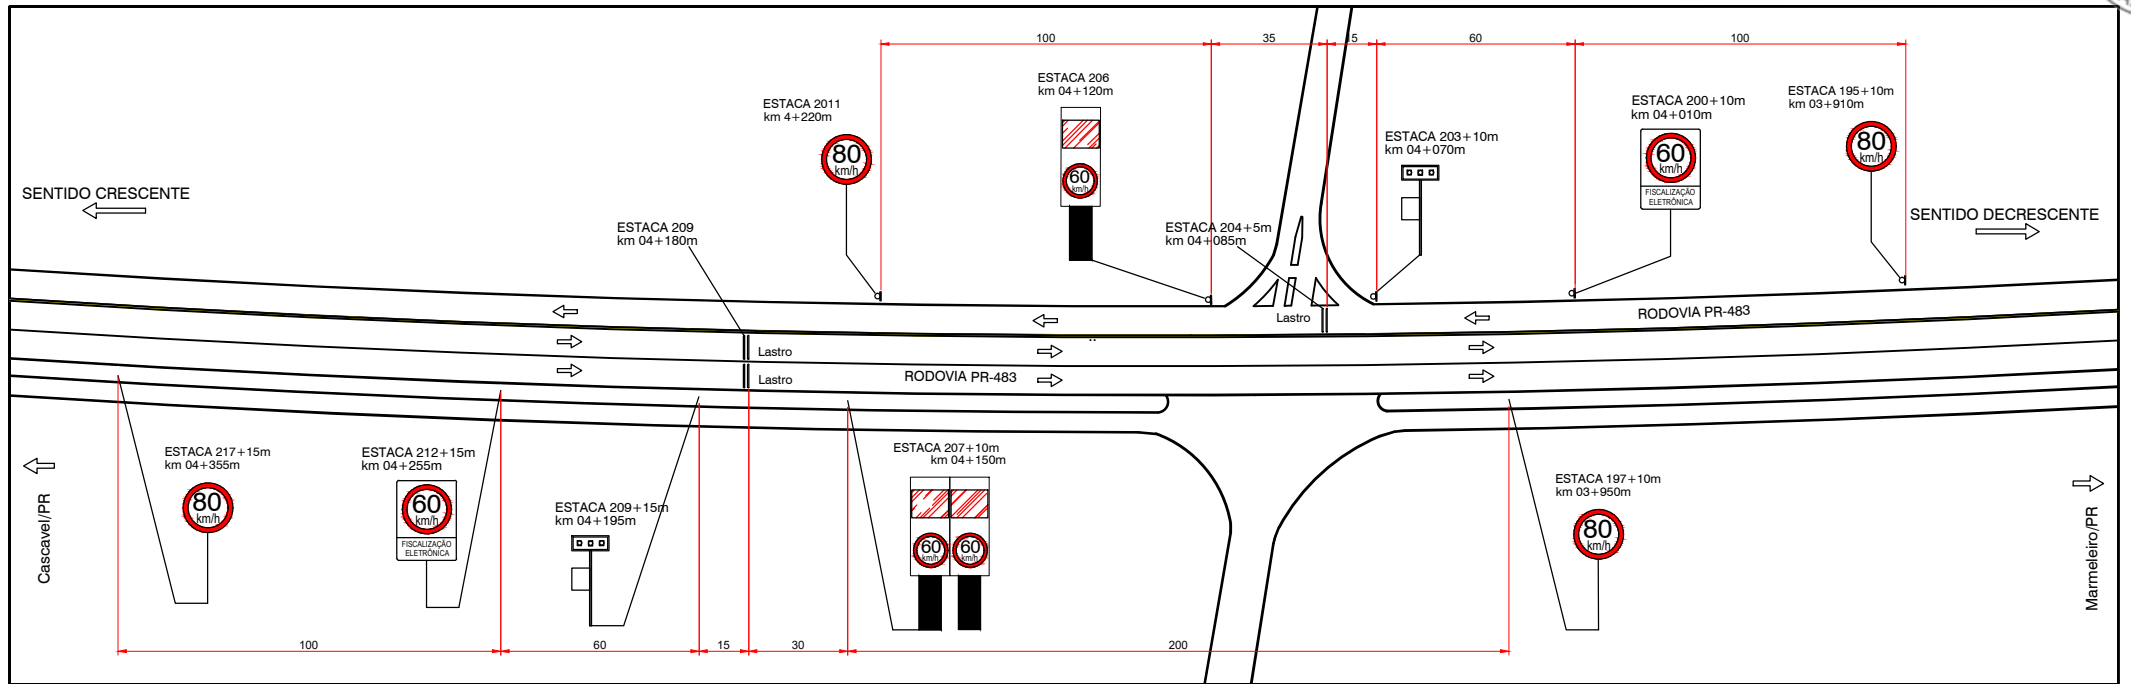 100
35
15
60
100
ESTACA 2011
km 4+220m
80
km/h
ESTACA 206
km 04+120m
60
km/h
ESTACA 203+10m
km 04+070m
ESTACA 200+10m
km 04+010m
60
km/h
FISCALIZAÇÃO
ELETRÔNICA
ESTACA 195+10m
km 03+910m
80
km/h
SENTIDO CRESCENTE
SENTIDO DECRESCENTE
ESTACA 209
km 04+180m
ESTACA 204+5m
km 04+085m
Lastro
RODOVIA PR-483
Lastro
Lastro
RODOVIA PR-483
Cascavel/PR
ESTACA 217+15m
km 04+355m
80
km/h
ESTACA 212+15m
km 04+255m
60
km/h
FISCALIZAÇÃO
ELETRÔNICA
ESTACA 209+15m
km 04+195m
ESTACA 207+10m
km 04+150m
60
km/h
60
km/h
ESTACA 197+10m
km 03+950m
80
km/h
Marmeleiro/PR
100
60
15
30
200